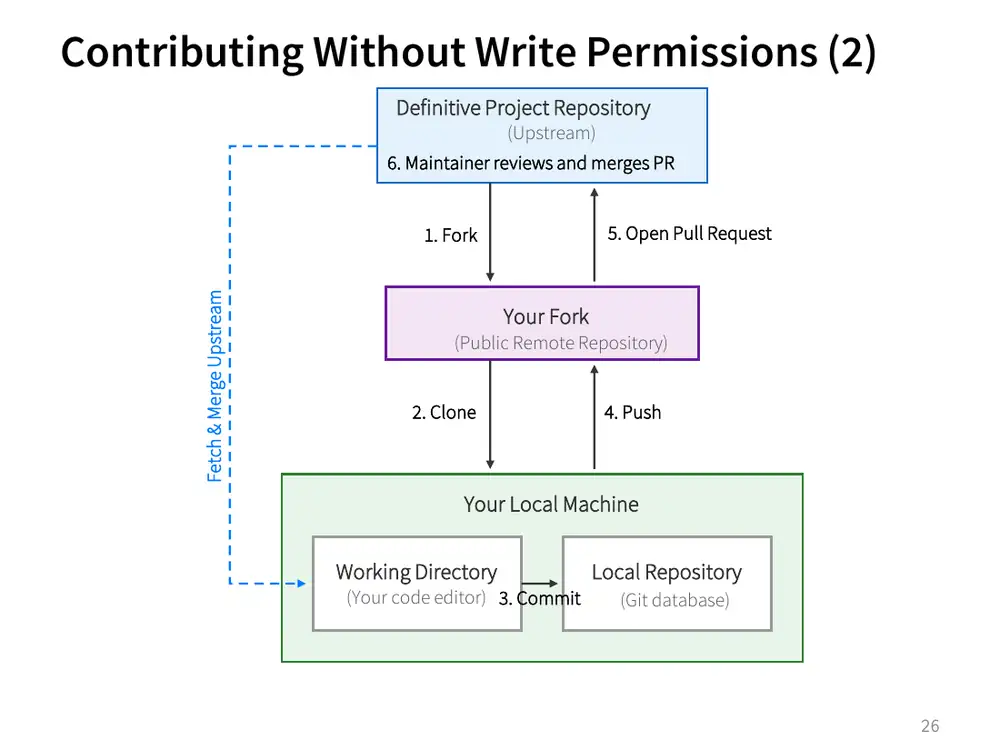 Contributing Without Write Permissions (2)
Definitive Project Repository
(Upstream)
6. Maintainer reviews and merges PR
1. Fork
5. Open Pull Request
Your Fork
(Public Remote Repository)
Fetch & Merge Upstream
2. Clone
4. Push
Your Local Machine
Working Directory
(Your code editor)
3. Commit
Local Repository
(Git database)
26